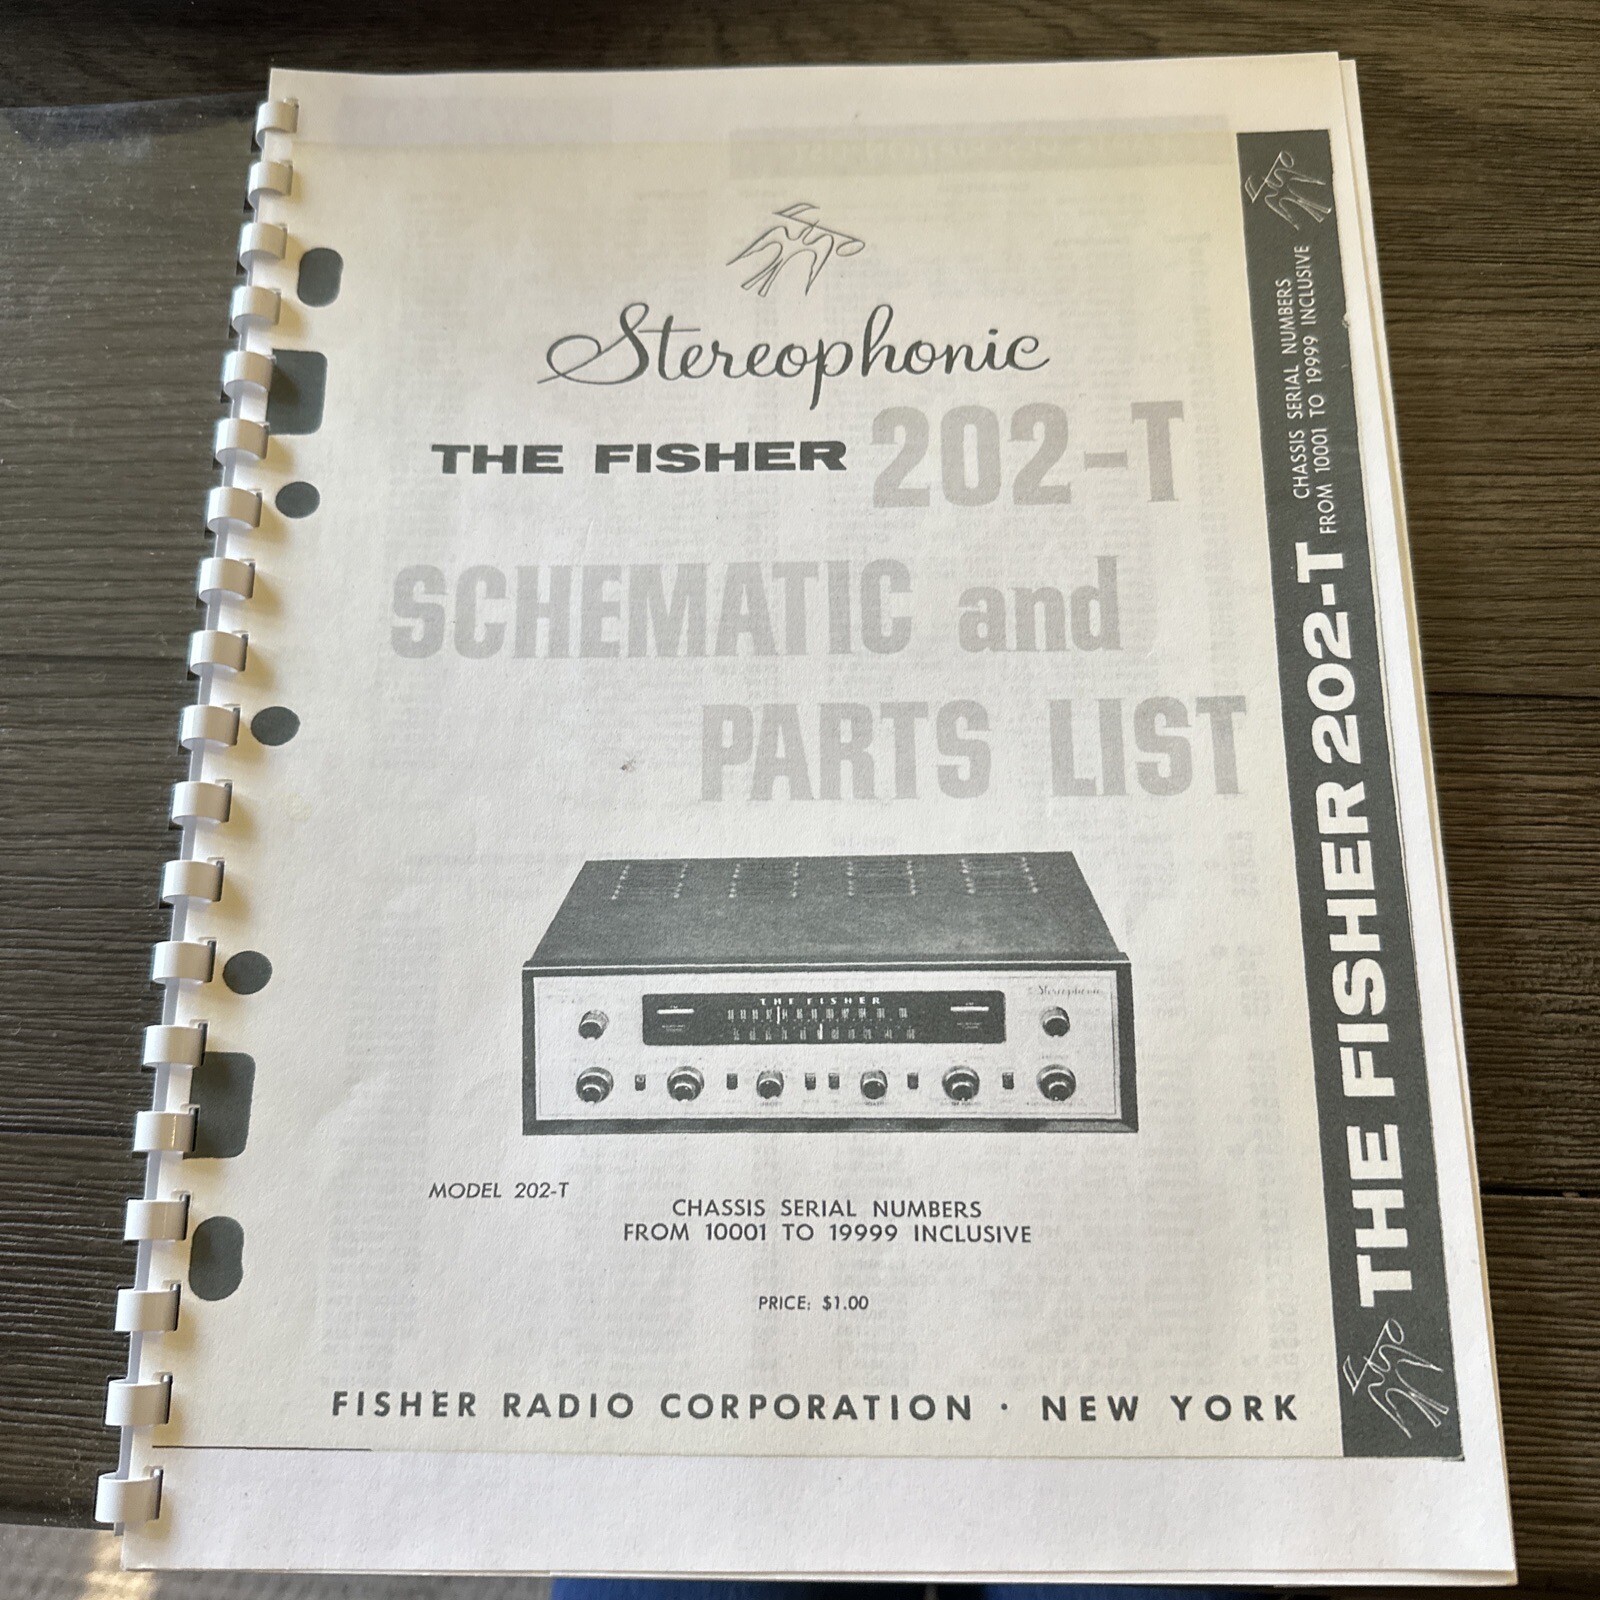 Stereophonic
THE FISHER 202-T
SCHEMATIC and
PARTS LIST
THE FISHER
Stereophonic
MODEL 202-T
CHASSIS SERIAL NUMBERS
FROM 10001 TO 19999 INCLUSIVE
PRICE: $1.00
FISHER RADIO CORPORATION · NEW YORK
THE FISHER 202-T
CHASSIS SERIAL NUMBERS
FROM 10001 TO 19999 INCLUSIVE